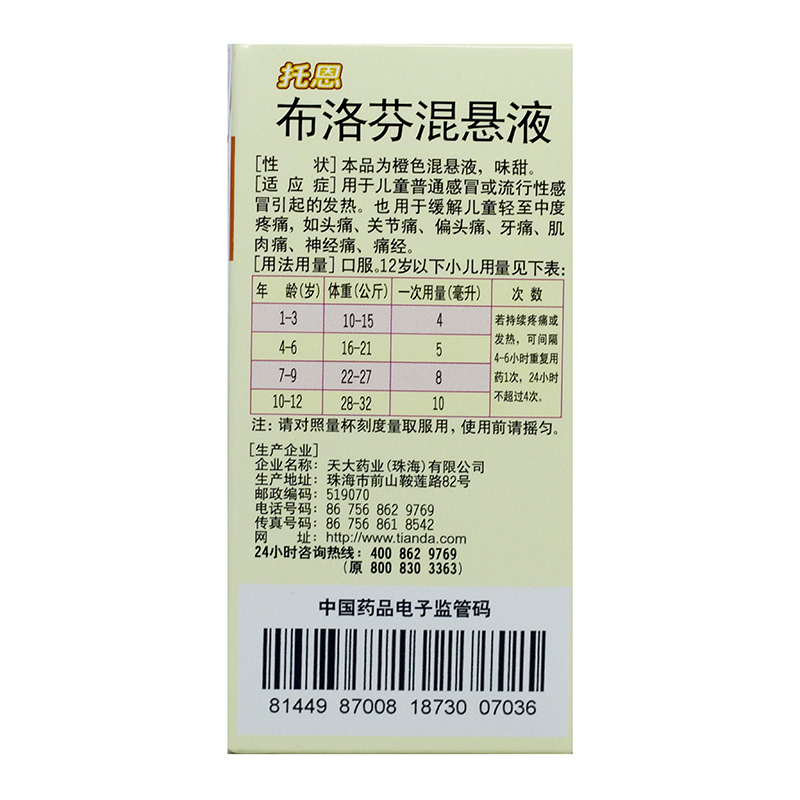 托恩
布洛芬混悬液
[性 状]本品为橙色混悬液，味甜。
[适应症]用于儿童普通感冒或流行性感
冒引起的发热。也用于缓解儿童轻至中度
疼痛，如头痛、关节痛、偏头痛、牙痛、肌
肉痛、神经痛、痛经。
[用法用量]口服。12岁以下小儿用量见下表:
年 龄(岁) 体重(公斤) 一次用量(毫升) 次 数
1-3 10-15 4
4-6 16-21 5
7-9 22-27 8
10-12 28-32 10
若持续疼痛或
发热，可间隔
4-6小时重复用
药1次，24小时
不超过4次。
注: 请对照量杯刻度量取服用，使用前请摇匀。
[生产企业]
企业名称: 天大药业(珠海)有限公司
生产地址: 珠海市前山鞍莲路82号
邮政编码: 519070
电话号码: 86 756 862 9769
传真号码: 86 756 861 8542
网 址: http://www.tianda.com
24小时咨询热线: 400 862 9769
(原 800 830 3363)
中国药品电子监管码
81449 87008 18730 07036